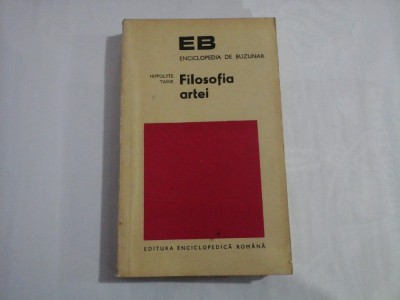 EB
ENCICLOPEDIA DE BUZUNAR
HIPPOLYTE
TAINE
Filosofia
artei
EDITURA ENCICLOPEDICĂ ROMÂNĂ